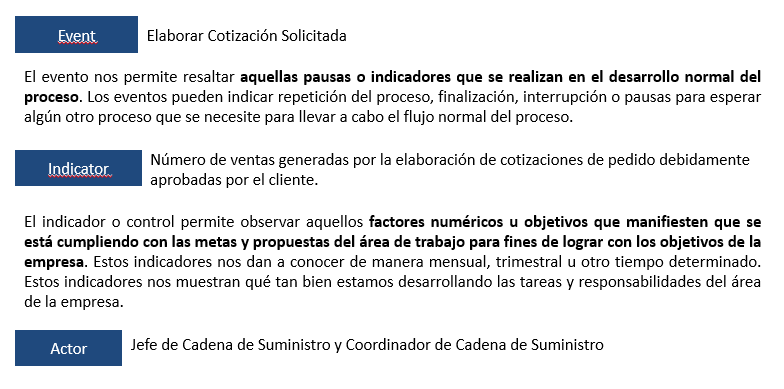 Event Elaborar Cotización Solicitada
El evento nos permite resaltar aquellas pausas o indicadores que se realizan en el desarrollo normal del
proceso. Los eventos pueden indicar repetición del proceso, finalización, interrupción o pausas para esperar
algún otro proceso que se necesite para llevar a cabo el flujo normal del proceso.
Indicator Número de ventas generadas por la elaboración de cotizaciones de pedido debidamente
aprobadas por el cliente.
El indicador o control permite observar aquellos factores numéricos u objetivos que manifiesten que se
está cumpliendo con las metas y propuestas del área de trabajo para fines de lograr con los objetivos de la
empresa. Estos indicadores nos dan a conocer de manera mensual, trimestral u otro tiempo determinado.
Estos indicadores nos muestran qué tan bien estamos desarrollando las tareas y responsabilidades del área
de la empresa.
Actor Jefe de Cadena de Suministro y Coordinador de Cadena de Suministro